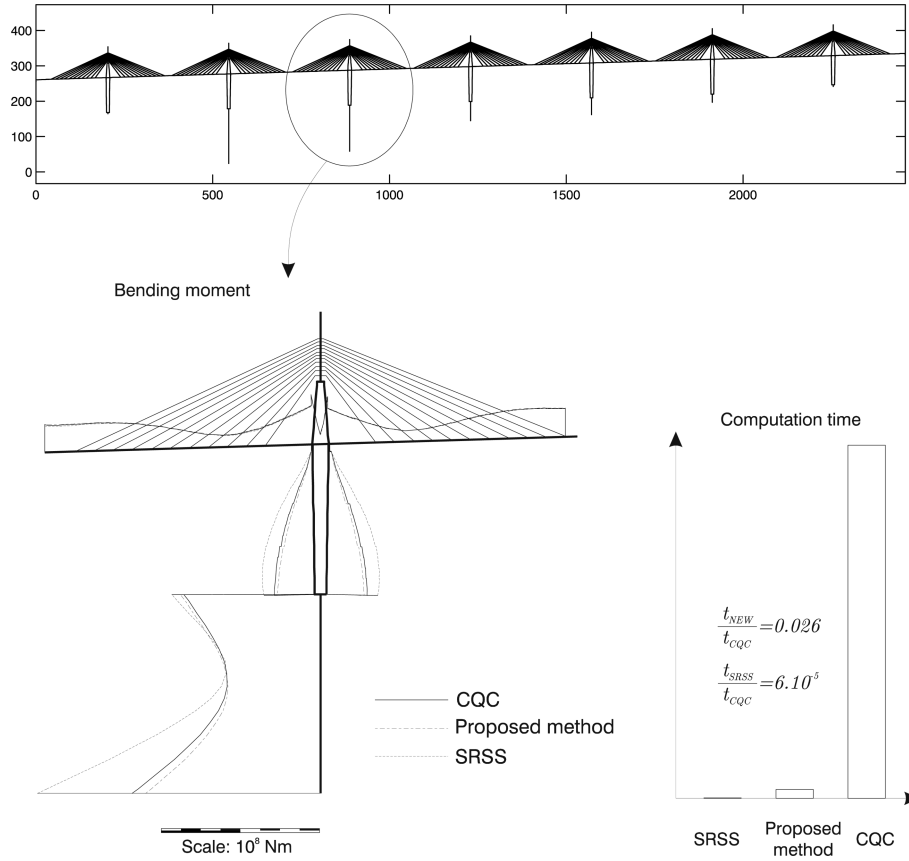 400
300
200
100
0
0 500 1000 1500 2000
Bending moment
Computation time
t_NEW/t_CQC=0.026
t_SRSS/t_CQC=6.10^-5
CQC
Proposed method
SRSS
Scale: 10^8 Nm
SRSS Proposed method CQC